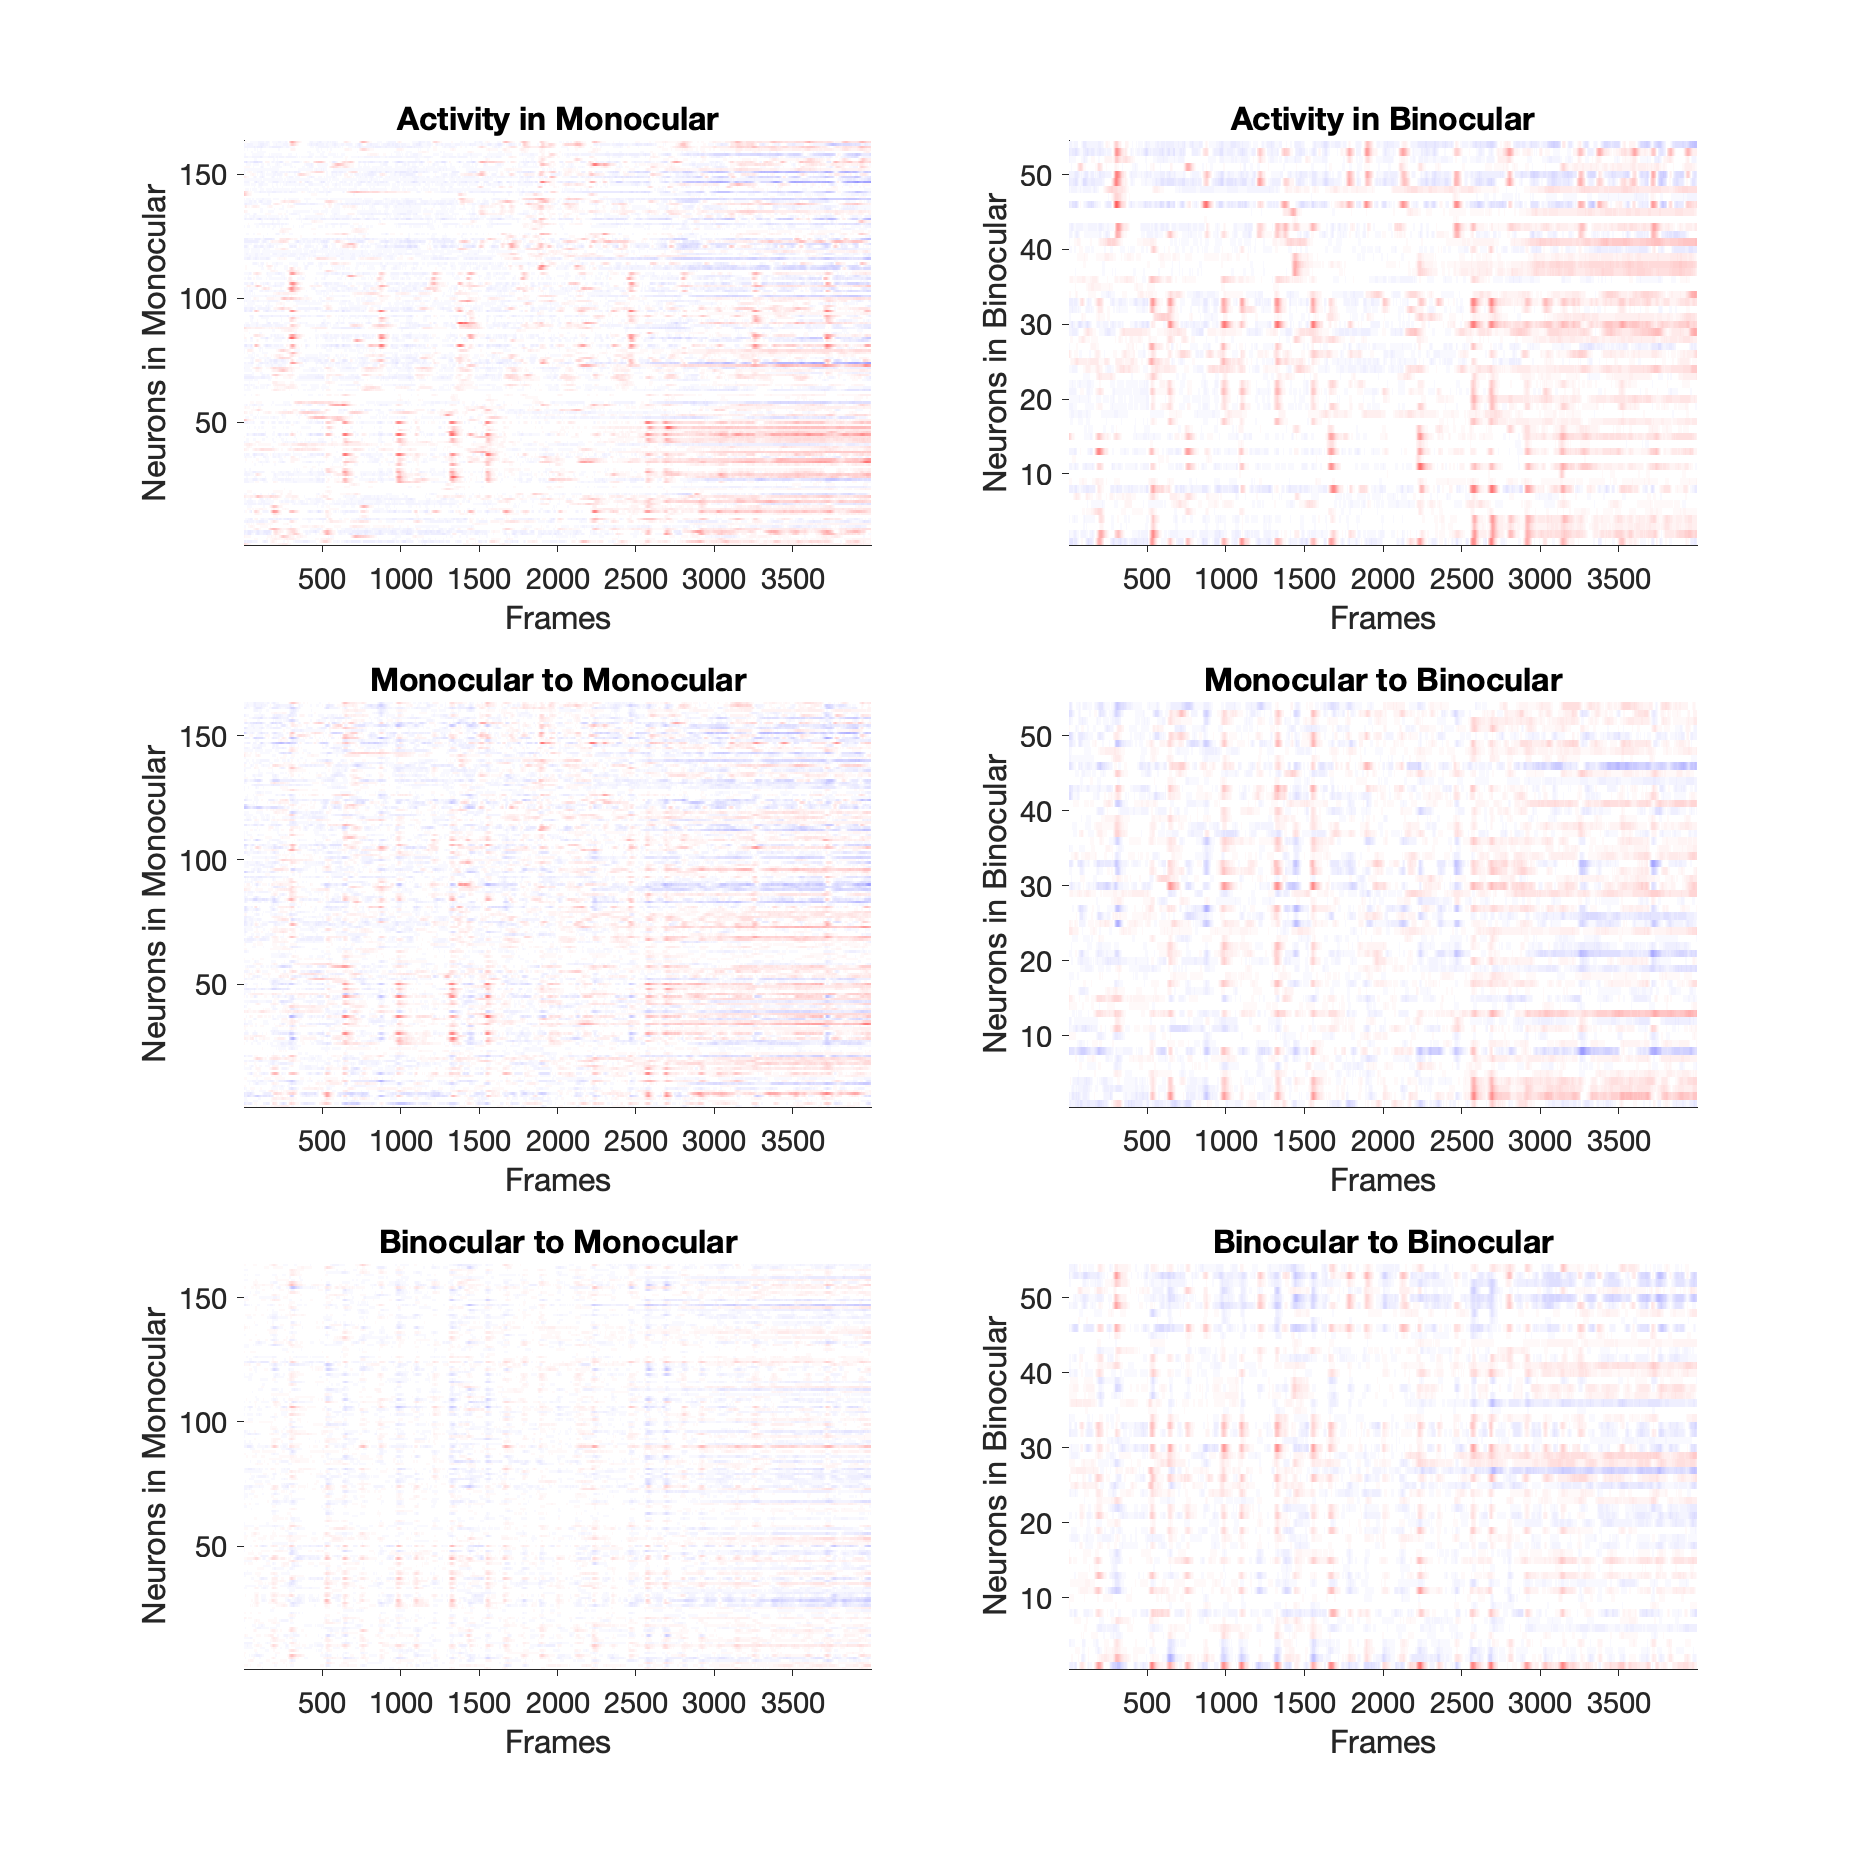 Activity in Monocular
Neurons in Monocular
150
100
50
500 1000 1500 2000 2500 3000 3500
Frames
Activity in Binocular
Neurons in Binocular
50
40
30
20
10
500 1000 1500 2000 2500 3000 3500
Frames
Monocular to Monocular
Neurons in Monocular
150
100
50
500 1000 1500 2000 2500 3000 3500
Frames
Monocular to Binocular
Neurons in Binocular
50
40
30
20
10
500 1000 1500 2000 2500 3000 3500
Frames
Binocular to Monocular
Neurons in Monocular
150
100
50
500 1000 1500 2000 2500 3000 3500
Frames
Binocular to Binocular
Neurons in Binocular
50
40
30
20
10
500 1000 1500 2000 2500 3000 3500
Frames